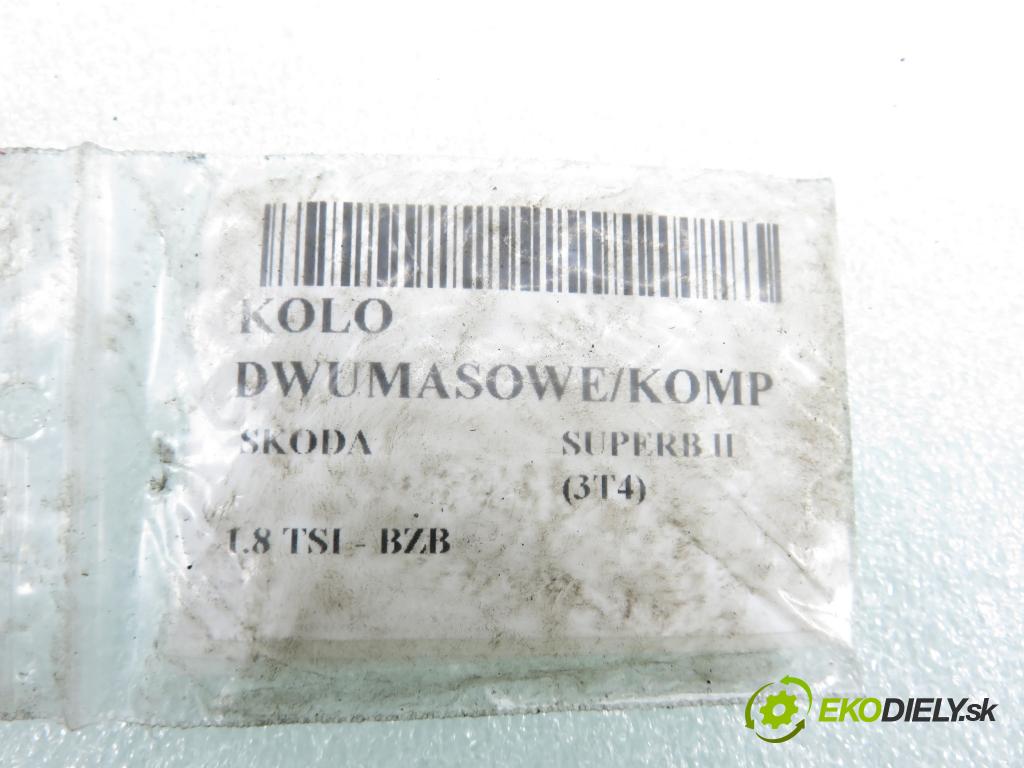 KOLO
DWUMASOWE/KOMP
SKODA SUPERB II
(3T4)
1.8 TSI - BZB
EKODIELY.sk